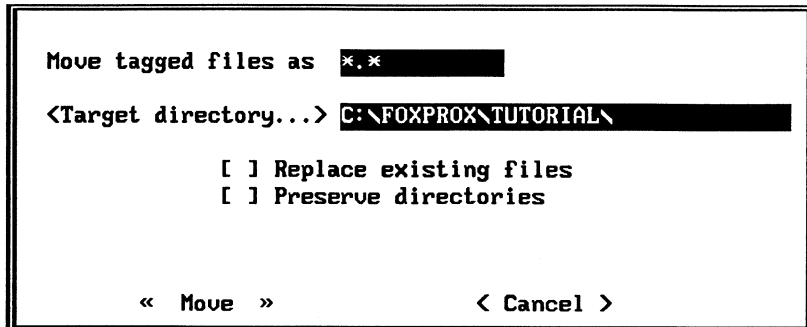 Move tagged files as *.*
<Target directory...> C:\FOXPROX\TUTORIAL\
[ ] Replace existing files
[ ] Preserve directories
« Move » < Cancel >